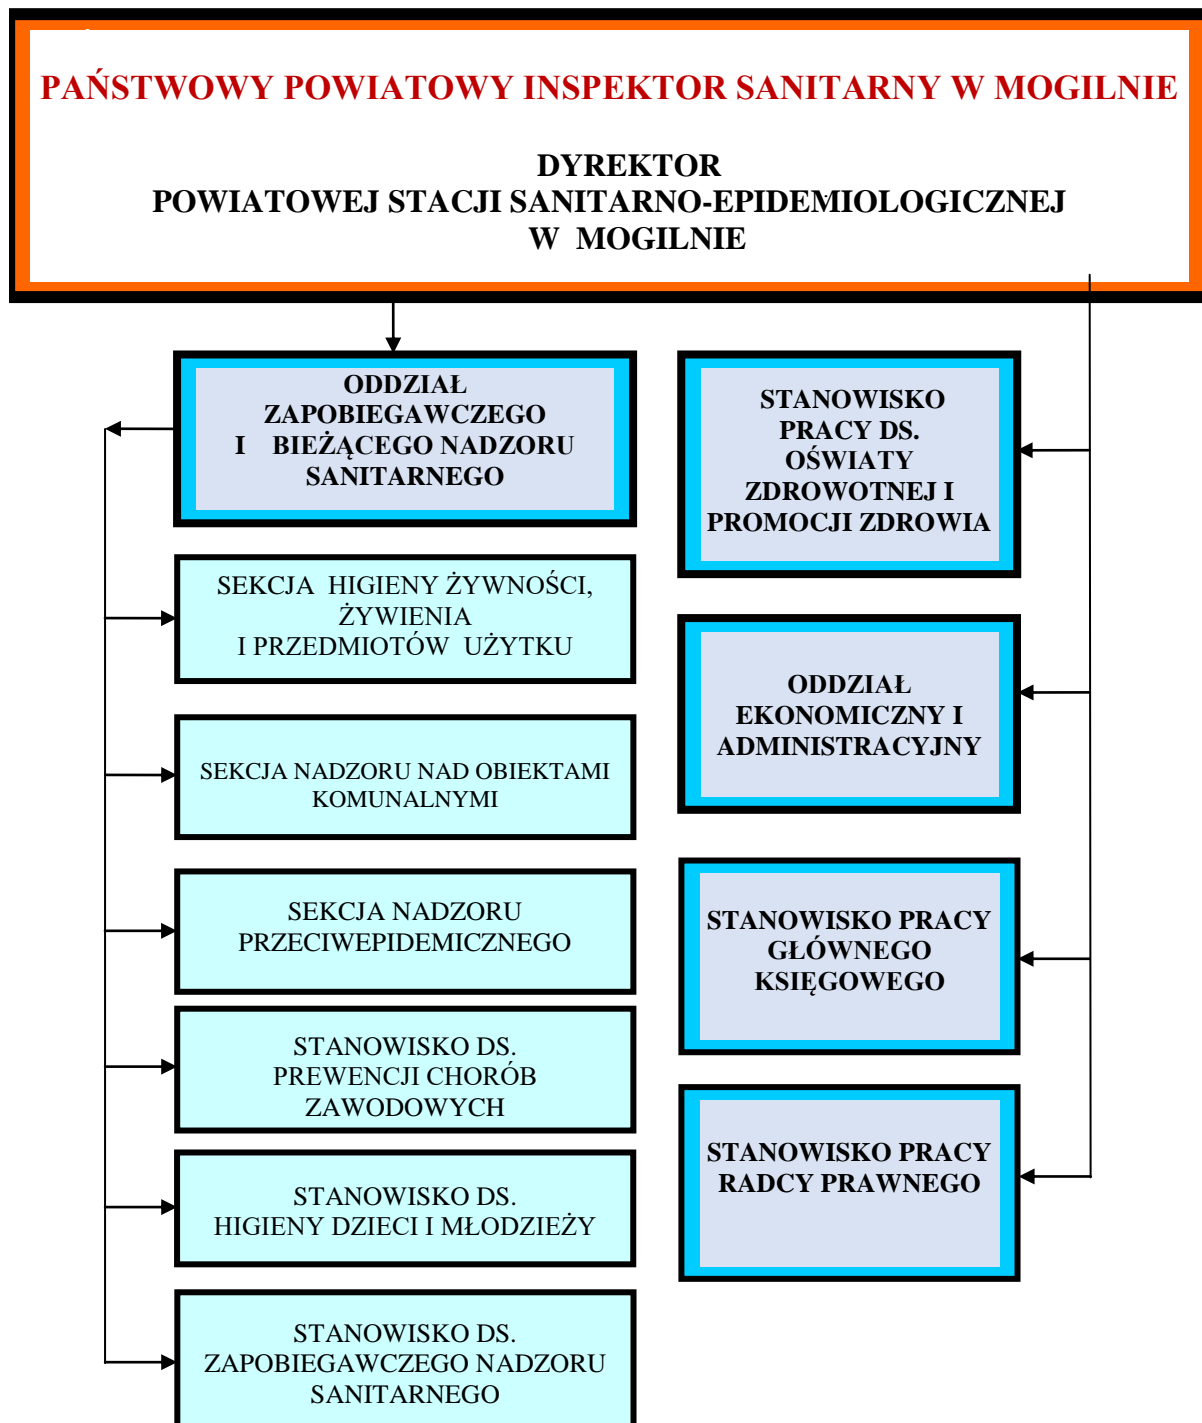 PAŃSTWOWY POWIATOWY INSPEKTOR SANITARNY W MOGILNIE
DYREKTOR
POWIATOWEJ STACJI SANITARNO-EPIDEMIOLOGICZNEJ
W MOGILNIE
ODDZIAŁ
ZAPOBIEGAWCZEGO
I BIEŻĄCEGO NADZORU
SANITARNEGO
SEKCJA HIGIENY ŻYWNOŚCI,
ŻYWIENIA
I PRZEDMIOTÓW UŻYTKU
SEKCJA NADZORU NAD OBIEKTAMI
KOMUNALNYMI
SEKCJA NADZORU
PRZECIWEPIDEMICZNEGO
STANOWISKO DS.
PREWENCJI CHORÓB
ZAWODOWYCH
STANOWISKO DS.
HIGIENY DZIECI I MŁODZIEŻY
STANOWISKO DS.
ZAPOBIEGAWCZEGO NADZORU
SANITARNEGO
STANOWISKO
PRACY DS.
OŚWIATY
ZDROWOTNEJ I
PROMOCJI ZDROWIA
ODDZIAŁ
EKONOMICZNY I
ADMINISTRACYJNY
STANOWISKO PRACY
GŁÓWNEGO
KSIĘGOWEGO
STANOWISKO PRACY
RADCY PRAWNEGO